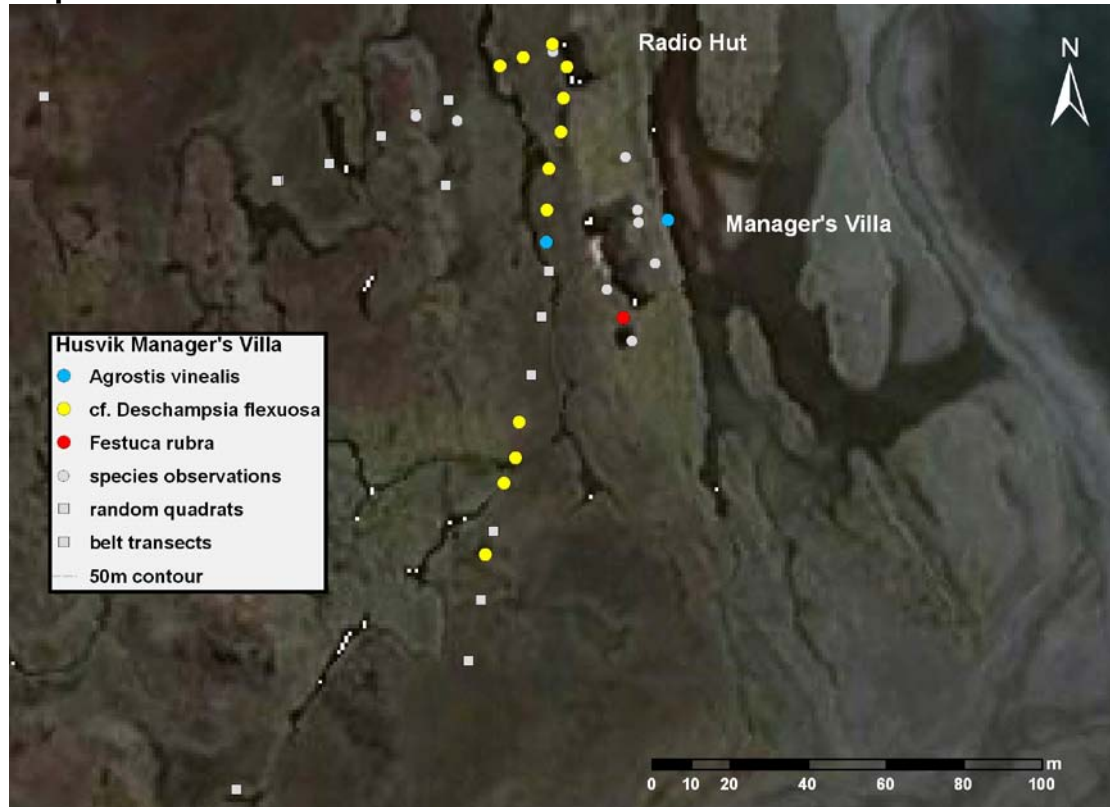 Radio Hut
N
Manager's Villa
Husvik Manager's Villa
Agrostis vinealis
cf. Deschampsia flexuosa
Festuca rubra
species observations
random quadrats
belt transects
50m contour
m
0 10 20 40 60 80 100